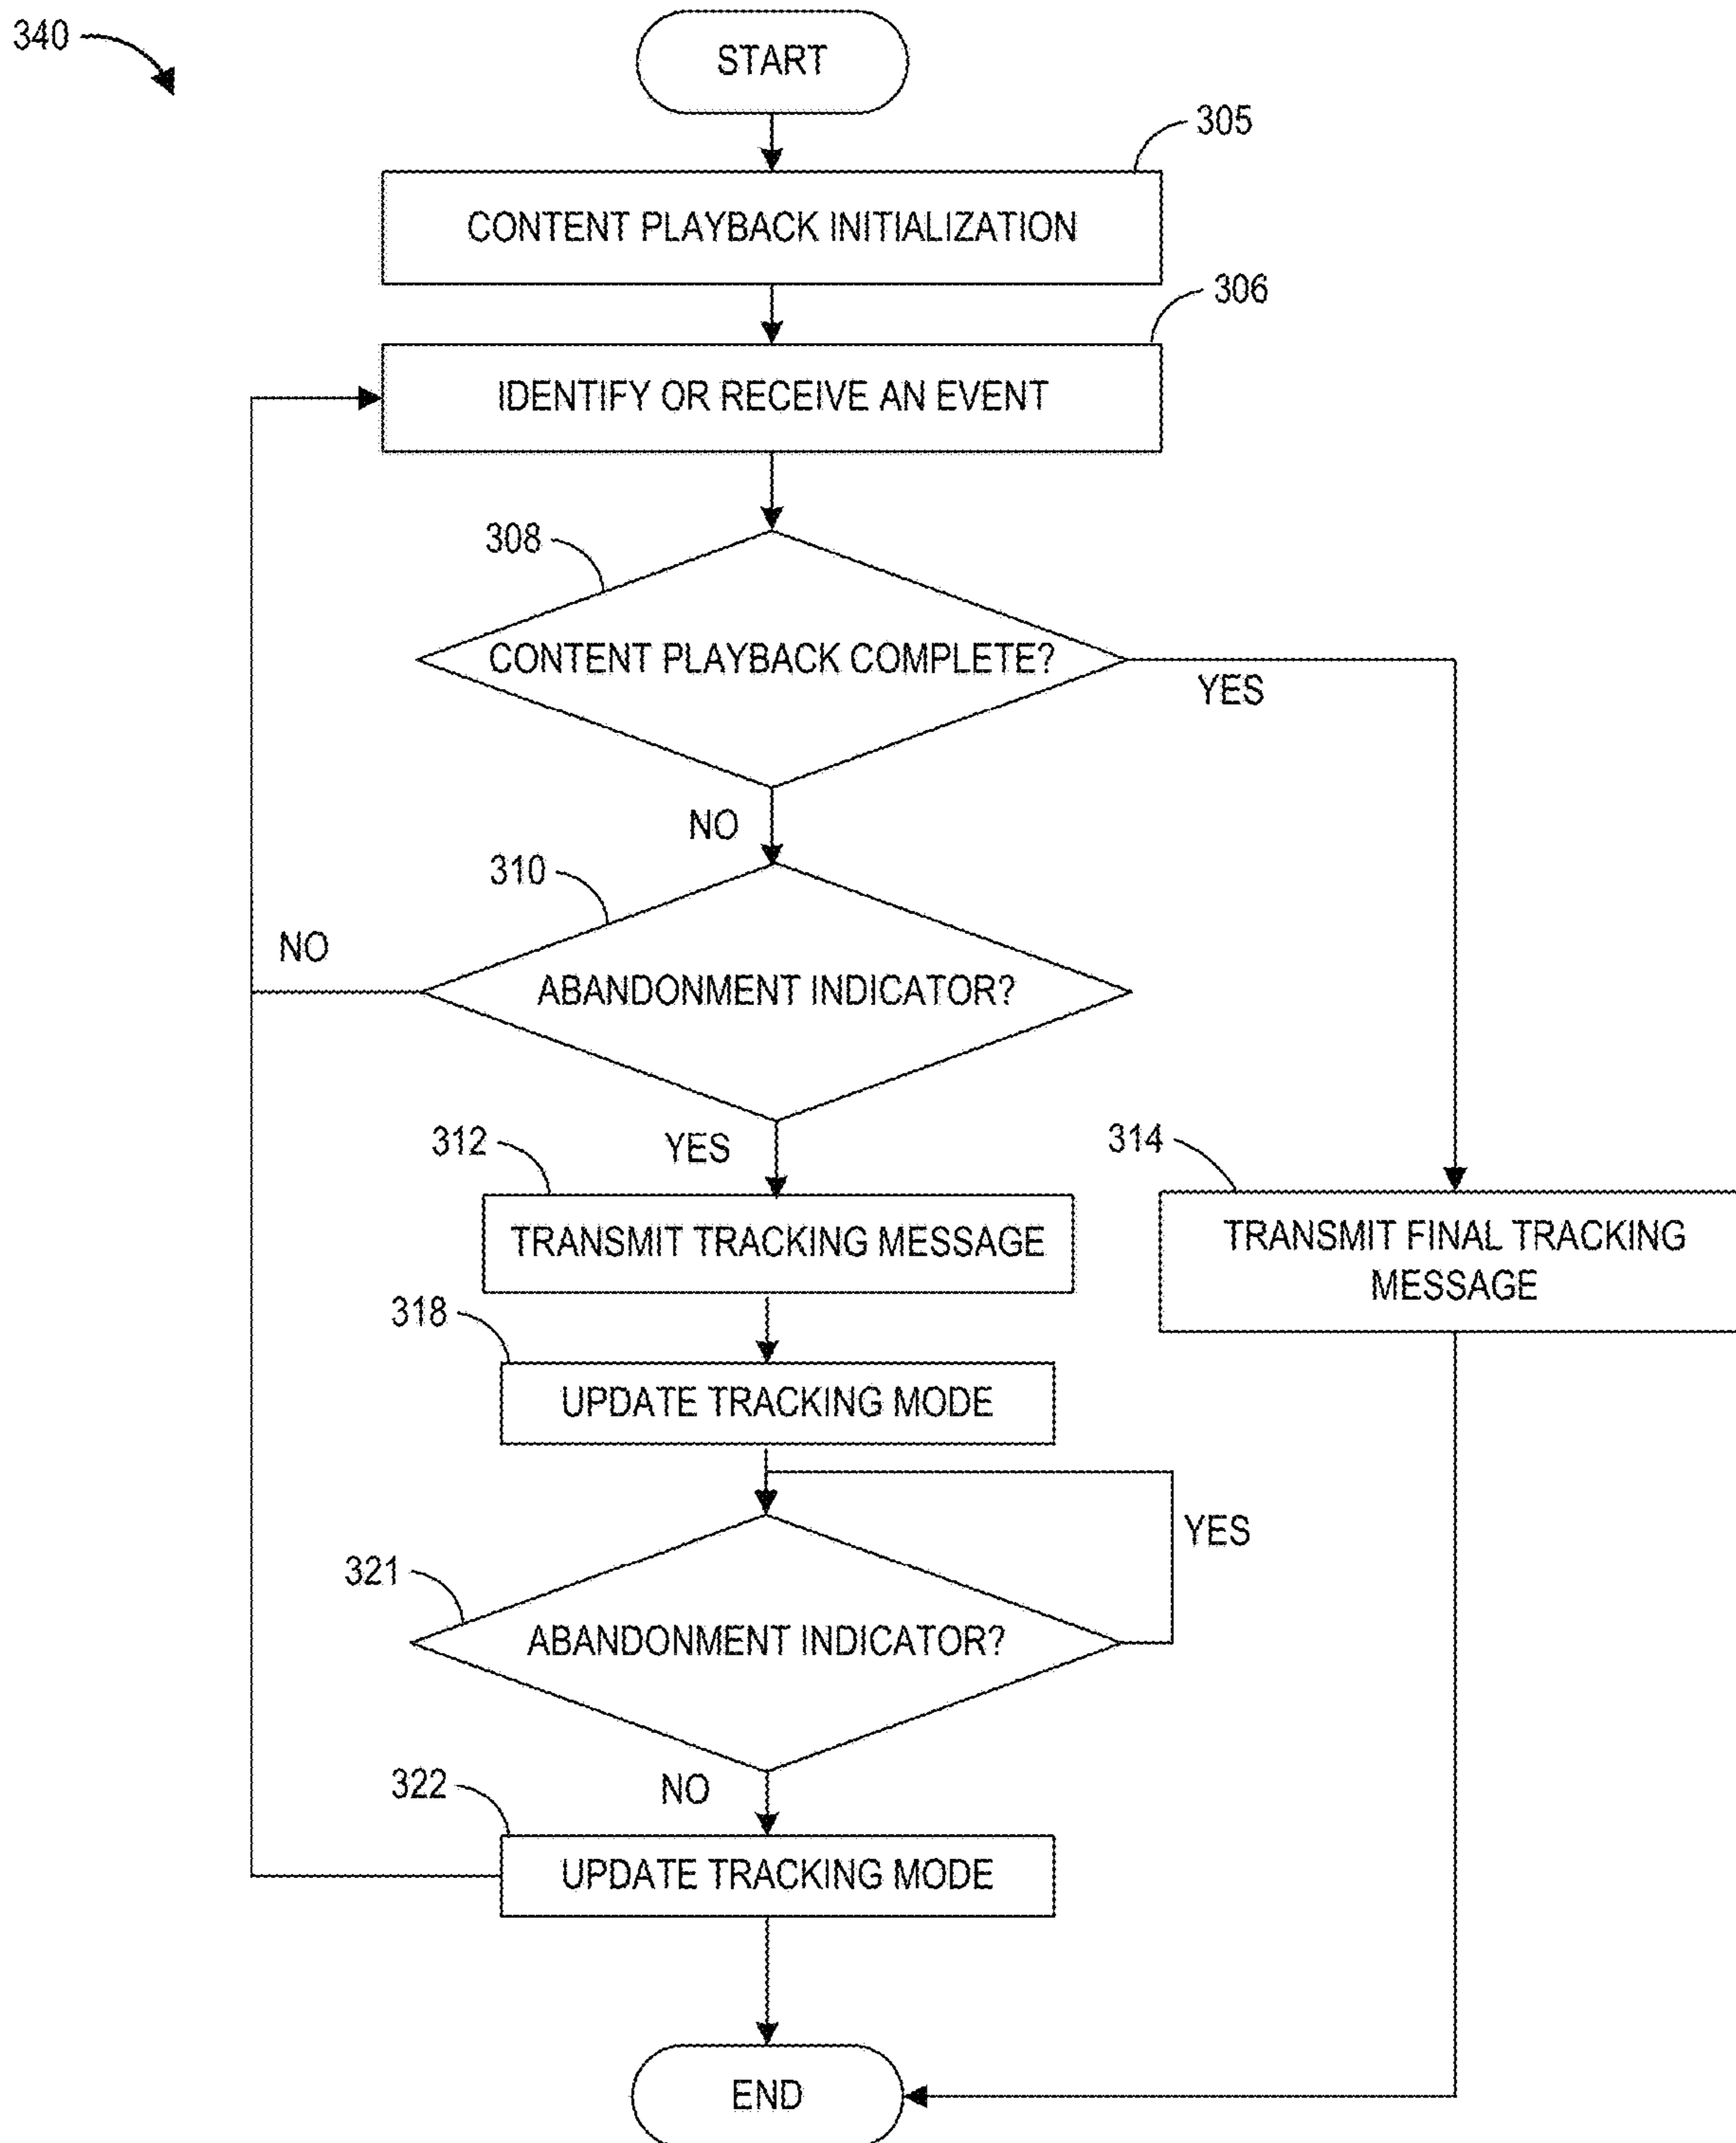 340
START
305
CONTENT PLAYBACK INITIALIZATION
306
IDENTIFY OR RECEIVE AN EVENT
308
CONTENT PLAYBACK COMPLETE?
YES
NO
310
NO
ABANDONMENT INDICATOR?
312
YES
314
TRANSMIT TRACKING MESSAGE
TRANSMIT FINAL TRACKING
MESSAGE
318
UPDATE TRACKING MODE
YES
321
ABANDONMENT INDICATOR?
322
NO
UPDATE TRACKING MODE
END